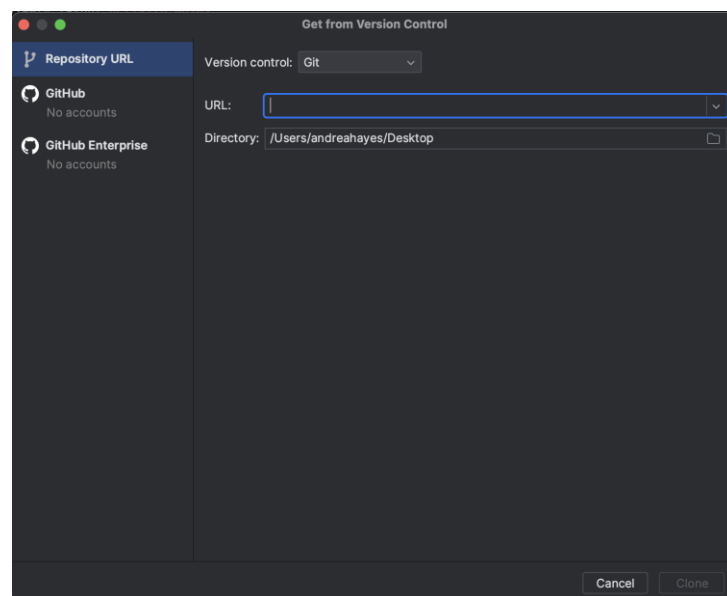 Get from Version Control
Repository URL
GitHub
No accounts
GitHub Enterprise
No accounts
Version control: Git
URL:
Directory: /Users/andreahayes/Desktop
Cancel Clone